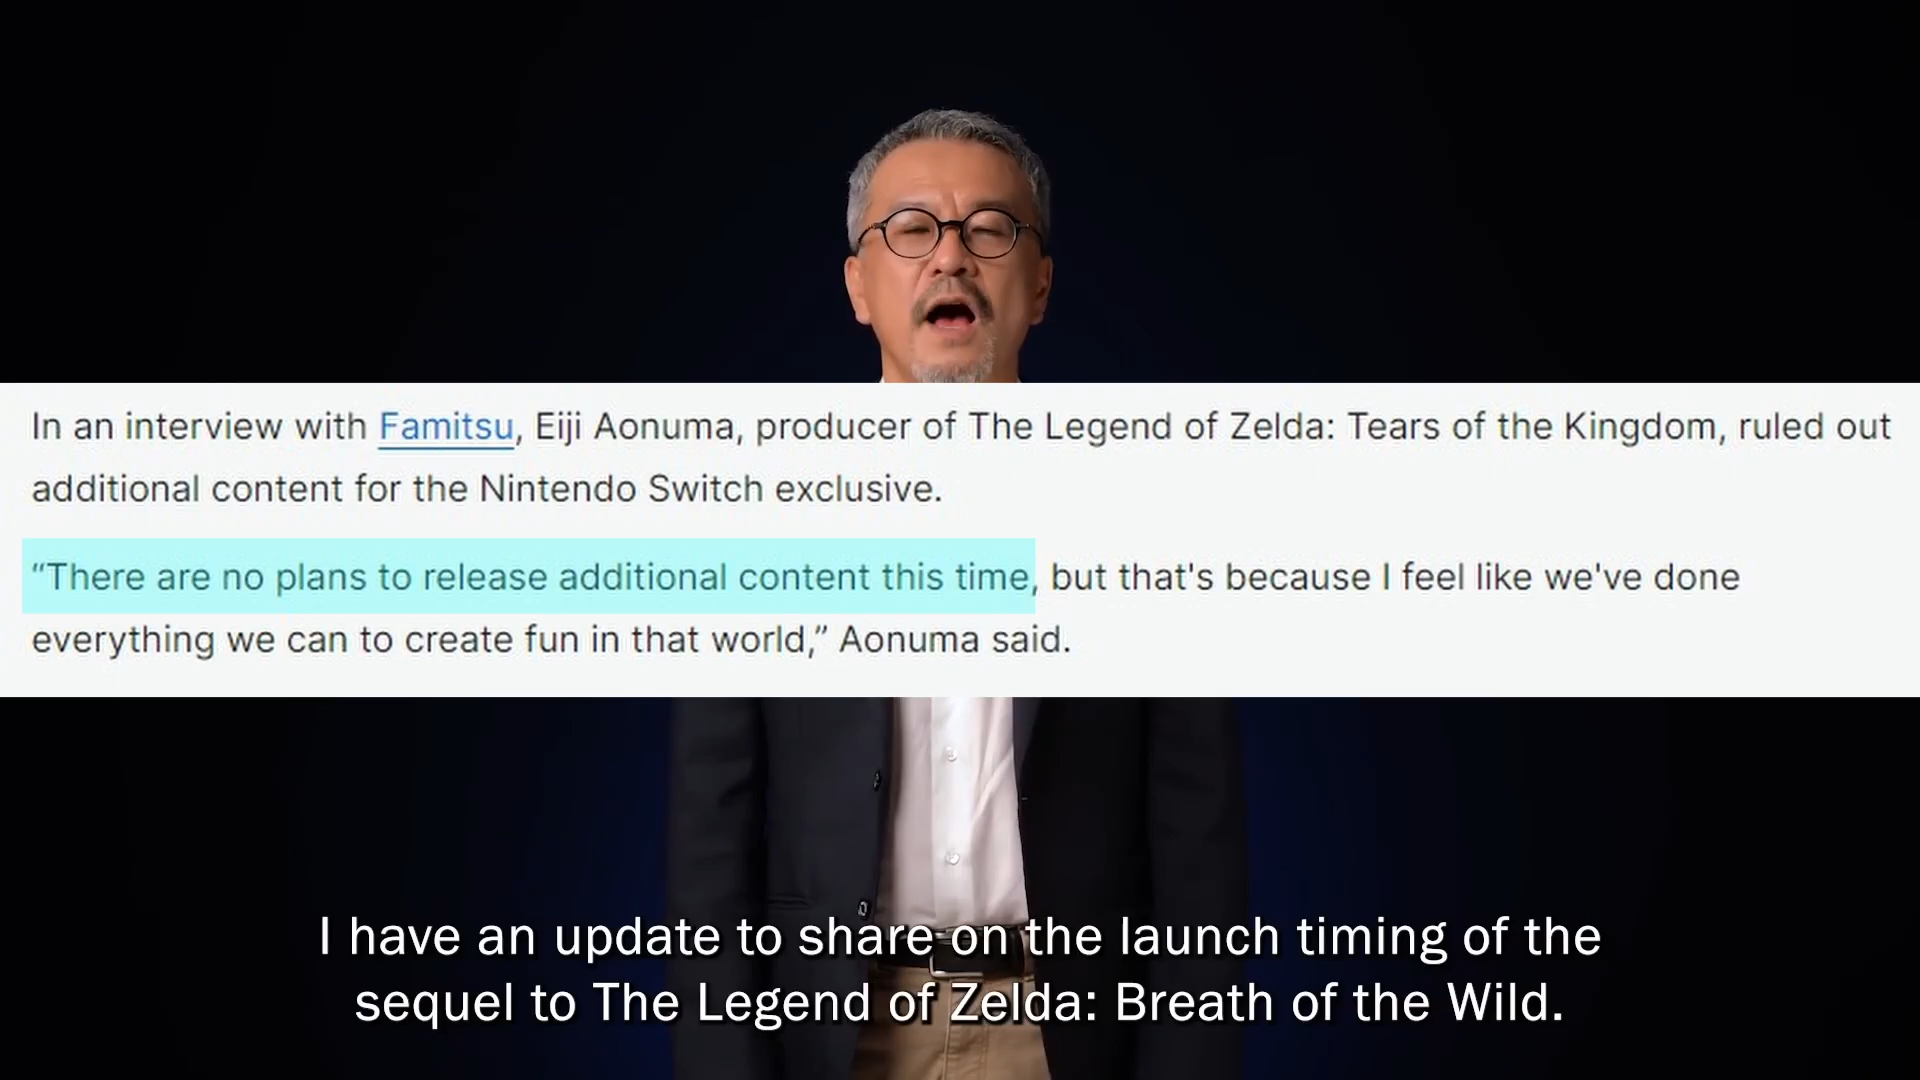 In an interview with Famitsu, Eiji Aonuma, producer of The Legend of Zelda: Tears of the Kingdom, ruled out
additional content for the Nintendo Switch exclusive.
“There are no plans to release additional content this time, but that's because I feel like we've done
everything we can to create fun in that world,” Aonuma said.
I have an update to share on the launch timing of the
sequel to The Legend of Zelda: Breath of the Wild.